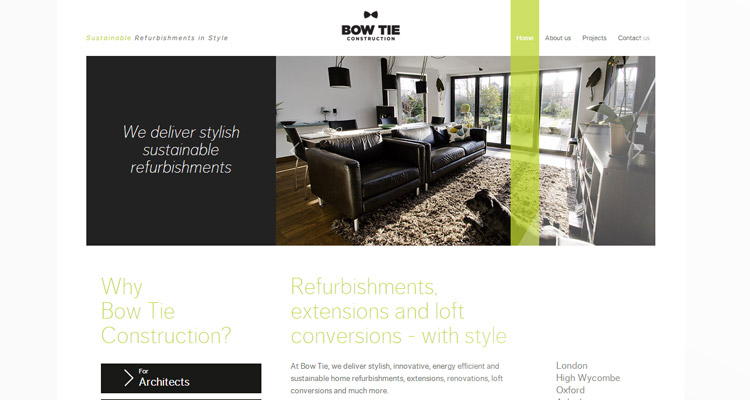 Sustainable Refurbishments in Style
BOW TIE
CONSTRUCTION
Home About us Projects Contact us
We deliver stylish
sustainable
refurbishments
Why
Bow Tie
Construction?
For
Architects
Refurbishments,
extensions and loft
conversions - with style
At Bow Tie, we deliver stylish, innovative, energy efficient and
sustainable home refurbishments, extensions, renovations, loft
conversions and much more.
London
High Wycombe
Oxford